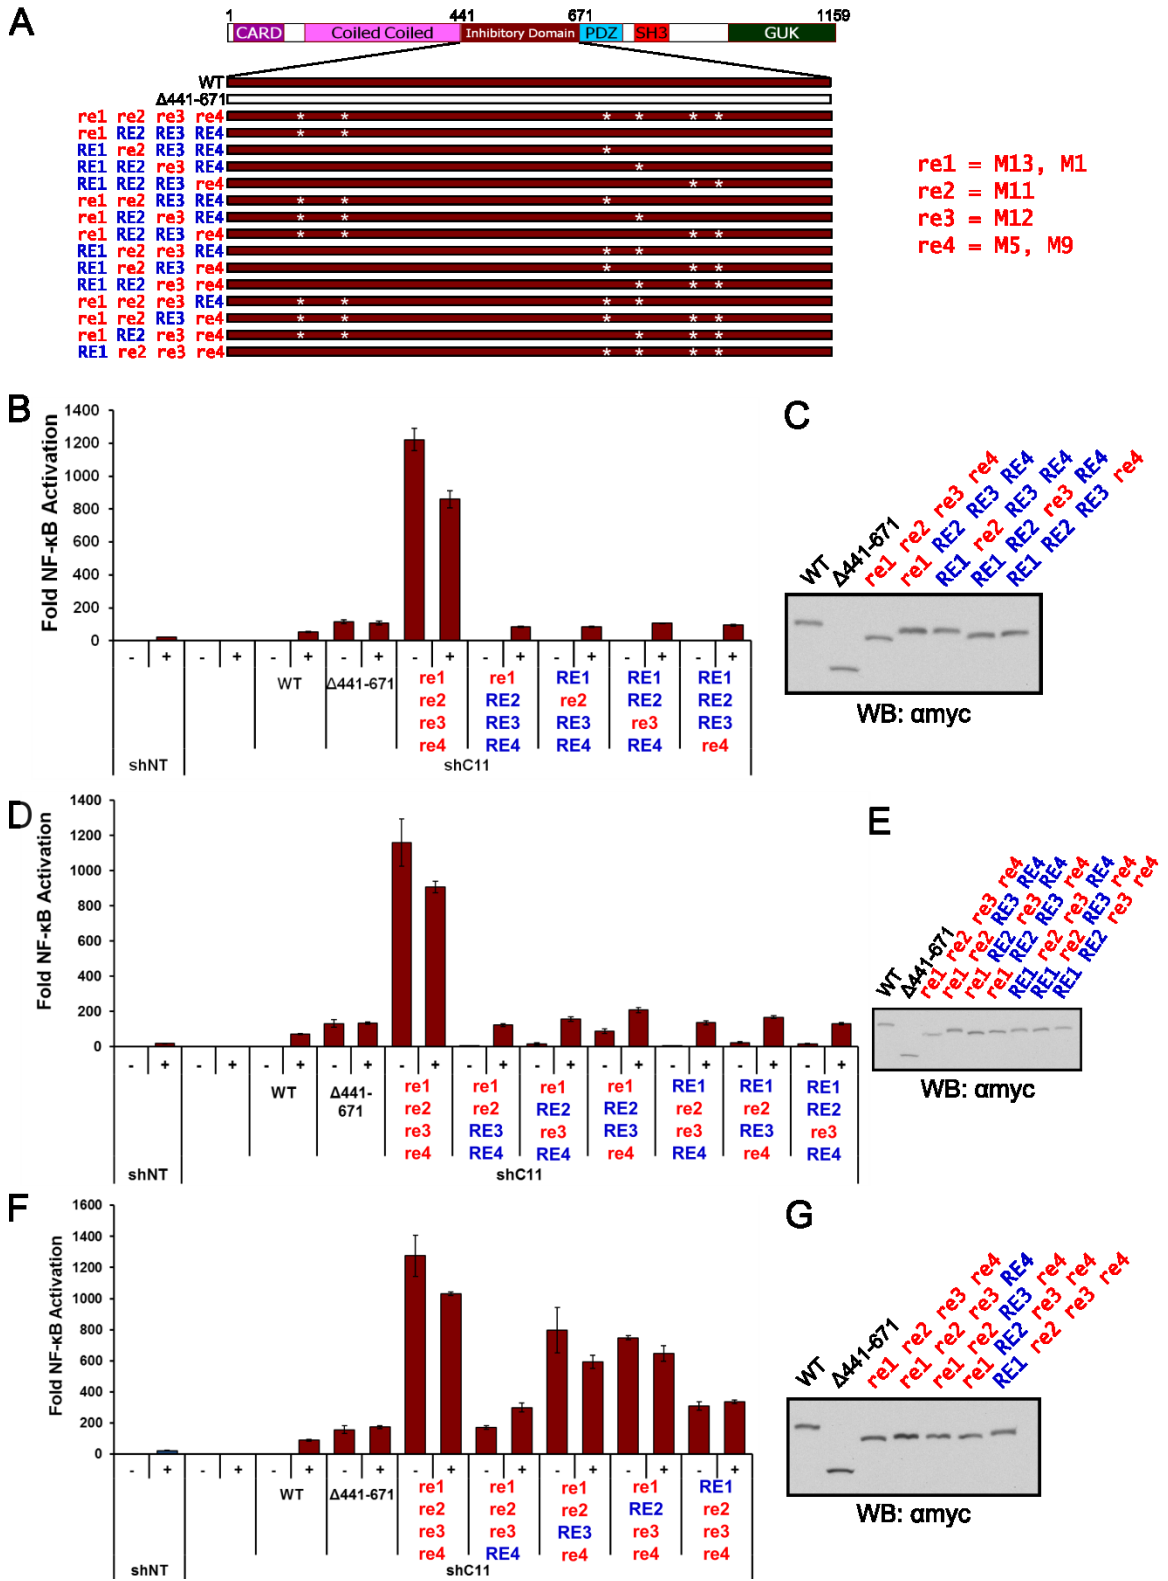 A
1 441 671 1159
CARD Coiled Coiled Inhibitory Domain PDZ SH3 GUK
WT
Δ441-671
re1 re2 re3 re4
re1 RE2 RE3 RE4
RE1 re2 RE3 RE4
RE1 RE2 re3 RE4
RE1 RE2 RE3 re4
re1 re2 RE3 RE4
re1 RE2 re3 RE4
re1 RE2 RE3 re4
RE1 re2 re3 RE4
RE1 re2 RE3 re4
RE1 RE2 re3 re4
re1 re2 re3 RE4
re1 re2 RE3 re4
re1 RE2 re3 re4
RE1 re2 re3 re4
re1 = M13, M1
re2 = M11
re3 = M12
re4 = M5, M9
B
Fold NF-κB Activation
1400
1200
1000
800
600
400
200
0
- + - + - + - + - + - + - + - + - +
WT Δ441-671 re1 re1 RE1 RE1 RE1
re2 RE2 re2 RE2 RE2
re3 RE3 RE3 re3 RE3
re4 RE4 RE4 RE4 re4
shNT shC11
C
WT
Δ441-671
re1 re2 re3 re4
re1 RE2 RE3 RE4
RE1 re2 RE3 RE4
RE1 RE2 re3 RE4
RE1 RE2 RE3 re4
WB: αmyc
D
Fold NF-κB Activation
1400
1200
1000
800
600
400
200
0
- + - + - + - + - + - + - + - + - + - + - +
WT Δ441-671 re1 re1 re1 re1 RE1 RE1 RE1
re2 re2 RE2 RE2 re2 re2 RE2
re3 RE3 re3 RE3 re3 RE3 re3
re4 RE4 RE4 re4 RE4 re4 RE4
shNT shC11
E
WT
Δ441-671
re1 re2 re3 re4
re1 re2 RE3 RE4
re1 RE2 re3 RE4
re1 RE2 RE3 re4
RE1 re2 re3 RE4
RE1 re2 RE3 re4
RE1 RE2 re3 re4
WB: αmyc
F
Fold NF-κB Activation
1600
1400
1200
1000
800
600
400
200
0
- + - + - + - + - + - + - + - + - +
WT Δ441-671 re1 re1 re1 re1 RE1
re2 re2 re2 RE2 re2
re3 re3 RE3 re3 re3
re4 RE4 re4 re4 re4
shNT shC11
G
WT
Δ441-671
re1 re2 re3 re4
re1 re2 re3 RE4
re1 re2 RE3 re4
re1 RE2 re3 re4
RE1 re2 re3 re4
WB: αmyc